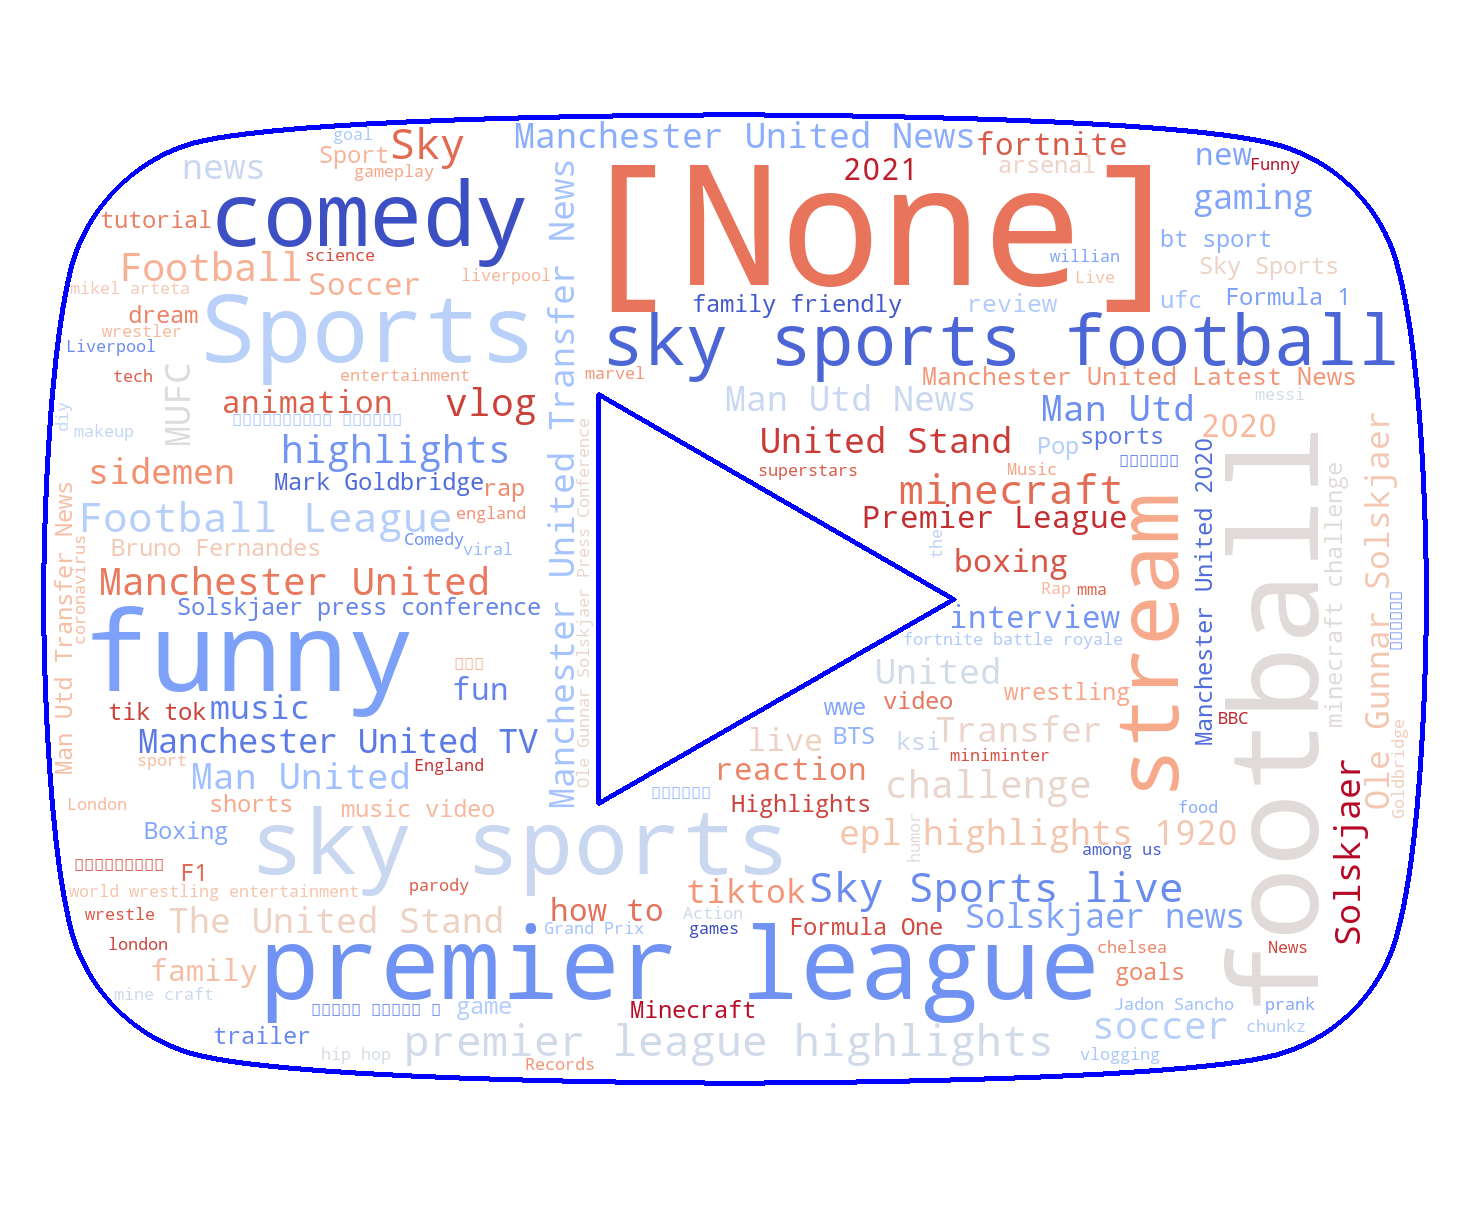 goal
Sky
Manchester United News
fortnite
Sport
news
gameplay
2021
arsenal
new
Funny
[None]
comedy
tutorial
gaming
science
bt sport
Football
Soccer
liverpool
willian
Sky Sports
Live
mikel arteta
dream
Sports
family friendly
review
ufc
Formula 1
wrestler
Liverpool
sky sports football
tech
entertainment
marvel
Manchester United Latest News
MUFC
diy
animation
vlog
Man Utd News
Man Utd
messi
makeup
highlights
United Stand
Pop
sports
2020
sidemen
Mark Goldbridge
rap
superstars
Music
minecraft
Football League
england
Premier League
Bruno Fernandes
Comedy
viral
the
boxing
Manchester United
Rap
mma
Solskjaer press conference
interview
funny
fortnite battle royale
fun
United
wrestling
tik tok
music
video
wwe
BBC
Manchester United TV
BTS
ksi
Transfer
live
miniminter
sport
Man United
England
reaction
challenge
London
shorts
music video
Highlights
food
Boxing
sky sports
epl highlights 1920
humor
among us
F1
world wrestling entertainment
parody
tiktok
Sky Sports live
wrestle
The United Stand
how to
Action
Solskjaer news
Grand Prix
games
Formula One
london
premier league
chelsea
News
family
goals
mine craft
game
Minecraft
Jadon Sancho
prank
trailer
soccer
chunkz
hip hop
premier league highlights
vlogging
Records
Manchester United Transfer News
Ole Gunnar Solskjaer Press Conference
Man Utd Transfer News
coronavirus
stream
Manchester United 2020
football
minecraft challenge
Ole Gunnar Solskjaer
Goldbridge
Solskjaer